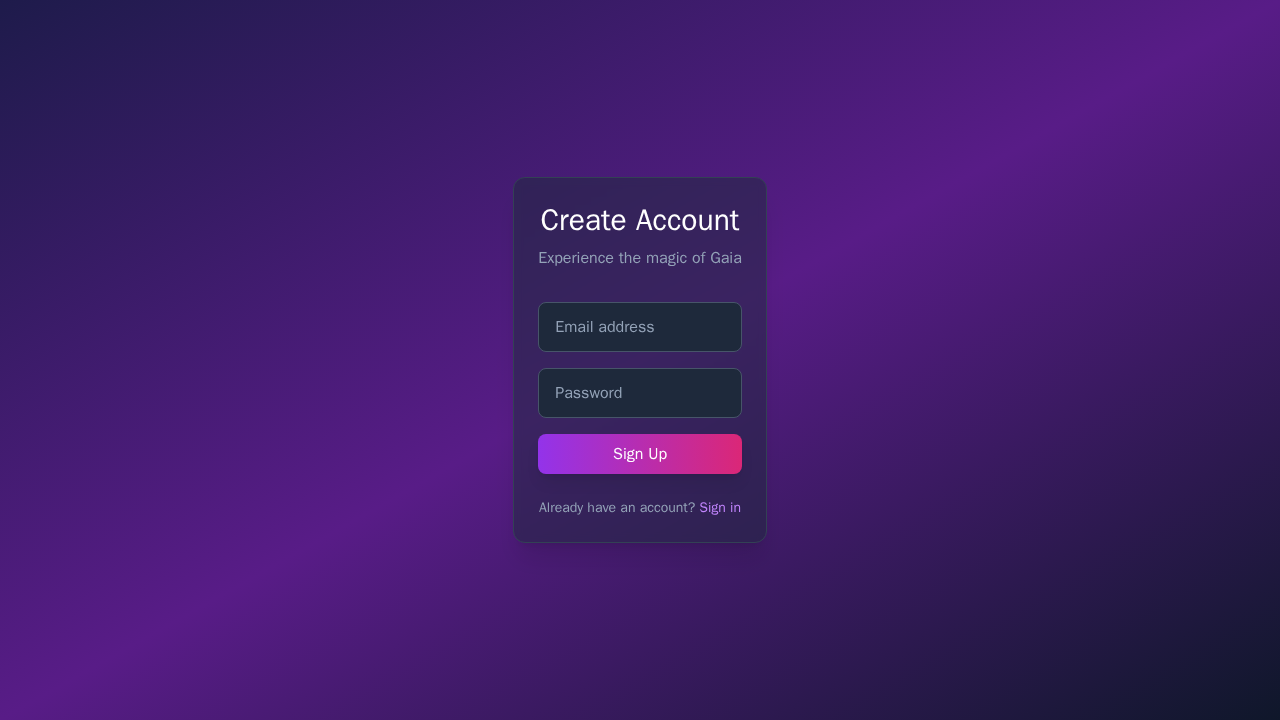 Create Account
Experience the magic of Gaia
Email address
Password
Sign Up
Already have an account? Sign in